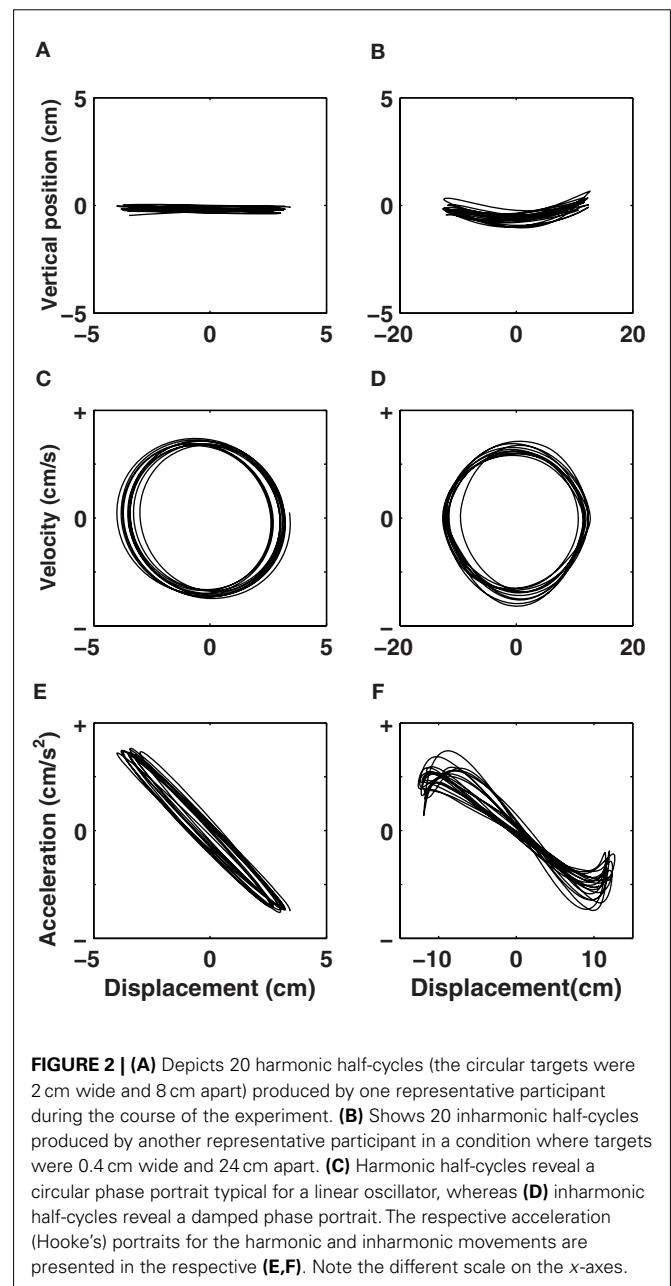 A
B
5
0
−5
Vertical position (cm)
−5 0 5
5
0
−5
−20 0 20
C
D
+
0
−
Velocity (cm/s)
−5 0 5
+
0
−
−20 0 20
E
F
+
0
−
Acceleration (cm/s²)
−5 0 5
Displacement (cm)
+
0
−
−10 0 10
Displacement(cm)
FIGURE 2 | (A) Depicts 20 harmonic half-cycles (the circular targets were
2 cm wide and 8 cm apart) produced by one representative participant
during the course of the experiment. (B) Shows 20 inharmonic half-cycles
produced by another representative participant in a condition where targets
were 0.4 cm wide and 24 cm apart. (C) Harmonic half-cycles reveal a
circular phase portrait typical for a linear oscillator, whereas (D) inharmonic
half-cycles reveal a damped phase portrait. The respective acceleration
(Hooke's) portraits for the harmonic and inharmonic movements are
presented in the respective (E,F). Note the different scale on the x-axes.